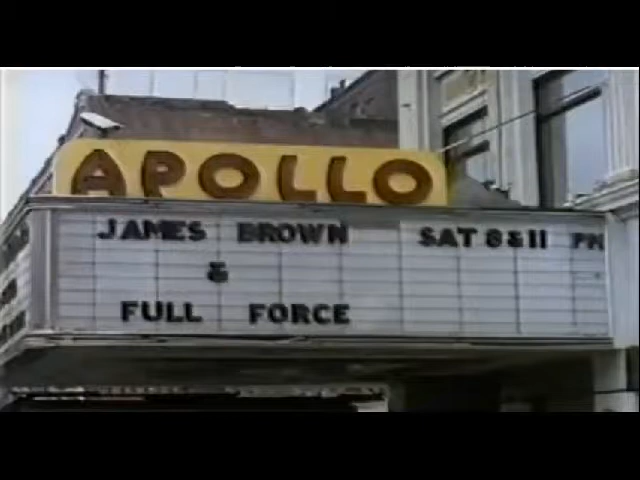 APOLLO
JAMES BROWN
&
FULL FORCE
SAT 8 & 11 PM